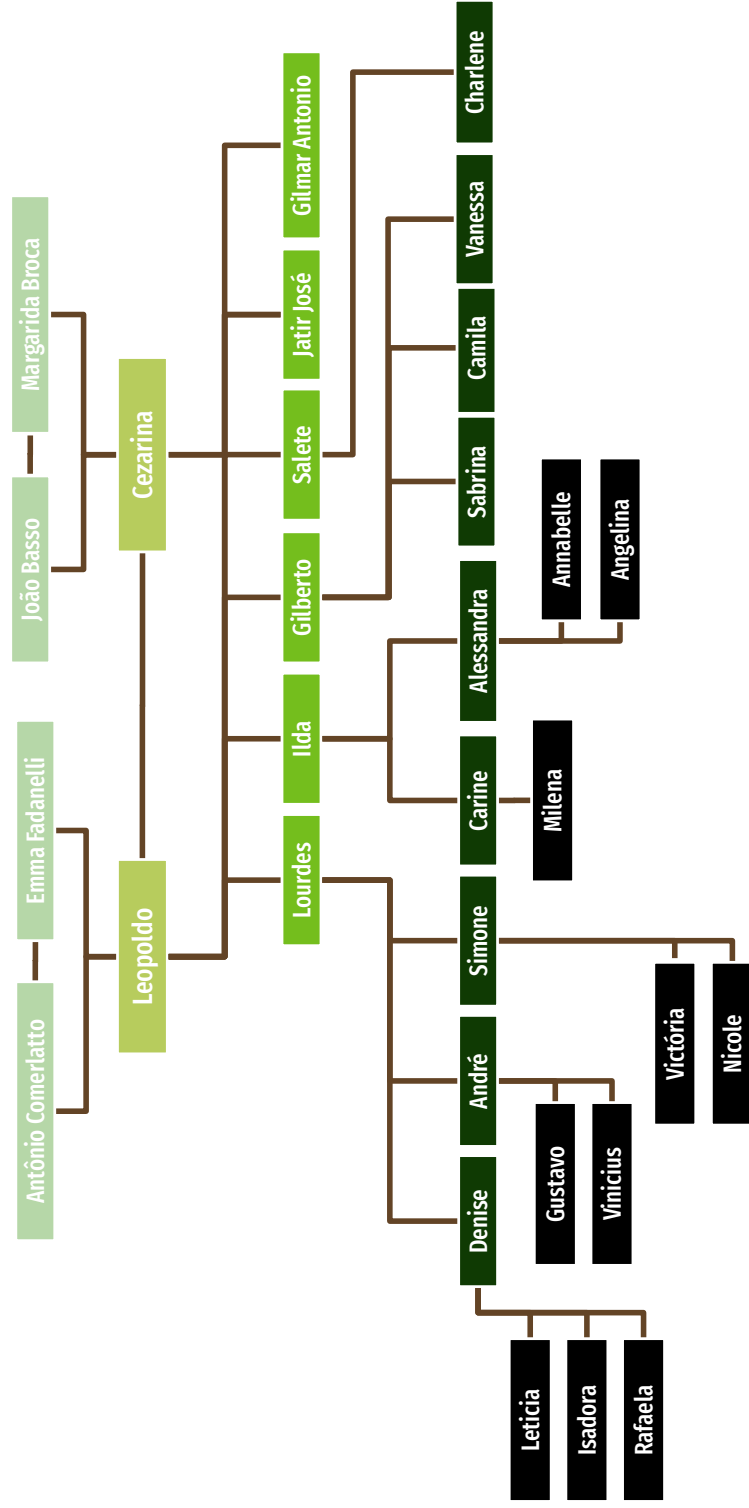 Antônio Comerlatto
Emma Fadanelli
João Basso
Margarida Broca
Leopoldo
Cezarina
Lourdes
Ilda
Gilberto
Salete
Jatir José
Gilmar Antonio
Denise
André
Simone
Carine
Alessandra
Sabrina
Camila
Vanessa
Charlene
Leticia
Isadora
Rafaela
Gustavo
Vinicius
Victória
Nicole
Milena
Annabelle
Angelina